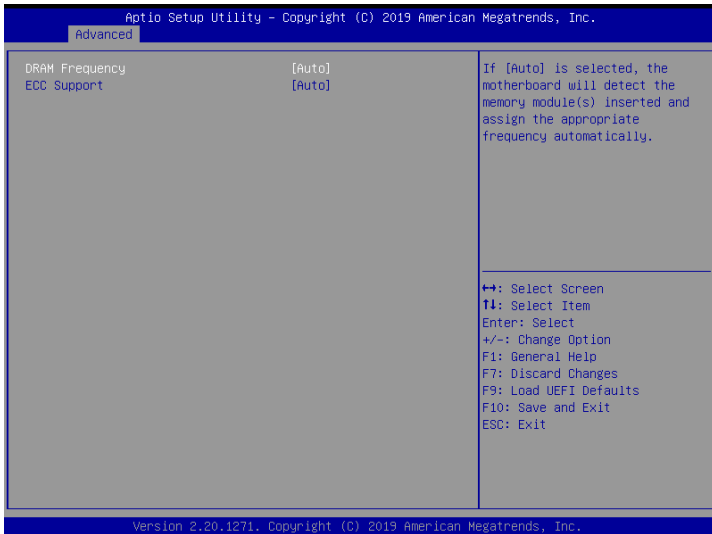 Aptio Setup Utility – Copyright (C) 2019 American Megatrends, Inc.
Advanced
DRAM Frequency [Auto]
ECC Support [Auto]
If [Auto] is selected, the
motherboard will detect the
memory module(s) inserted and
assign the appropriate
frequency automatically.
↔: Select Screen
↑↓: Select Item
Enter: Select
+/-: Change Option
F1: General Help
F7: Discard Changes
F9: Load UEFI Defaults
F10: Save and Exit
ESC: Exit
Version 2.20.1271. Copyright (C) 2019 American Megatrends, Inc.